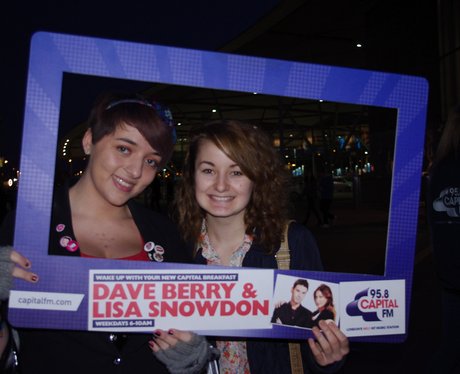 WAKE UP WITH YOUR NEW CAPITAL BREAKFAST
DAVE BERRY &
LISA SNOWDON
WEEKDAYS 6-10AM
capitalfm.com
95.8
CAPITAL
FM
LONDON'S No.1 HIT MUSIC STATION